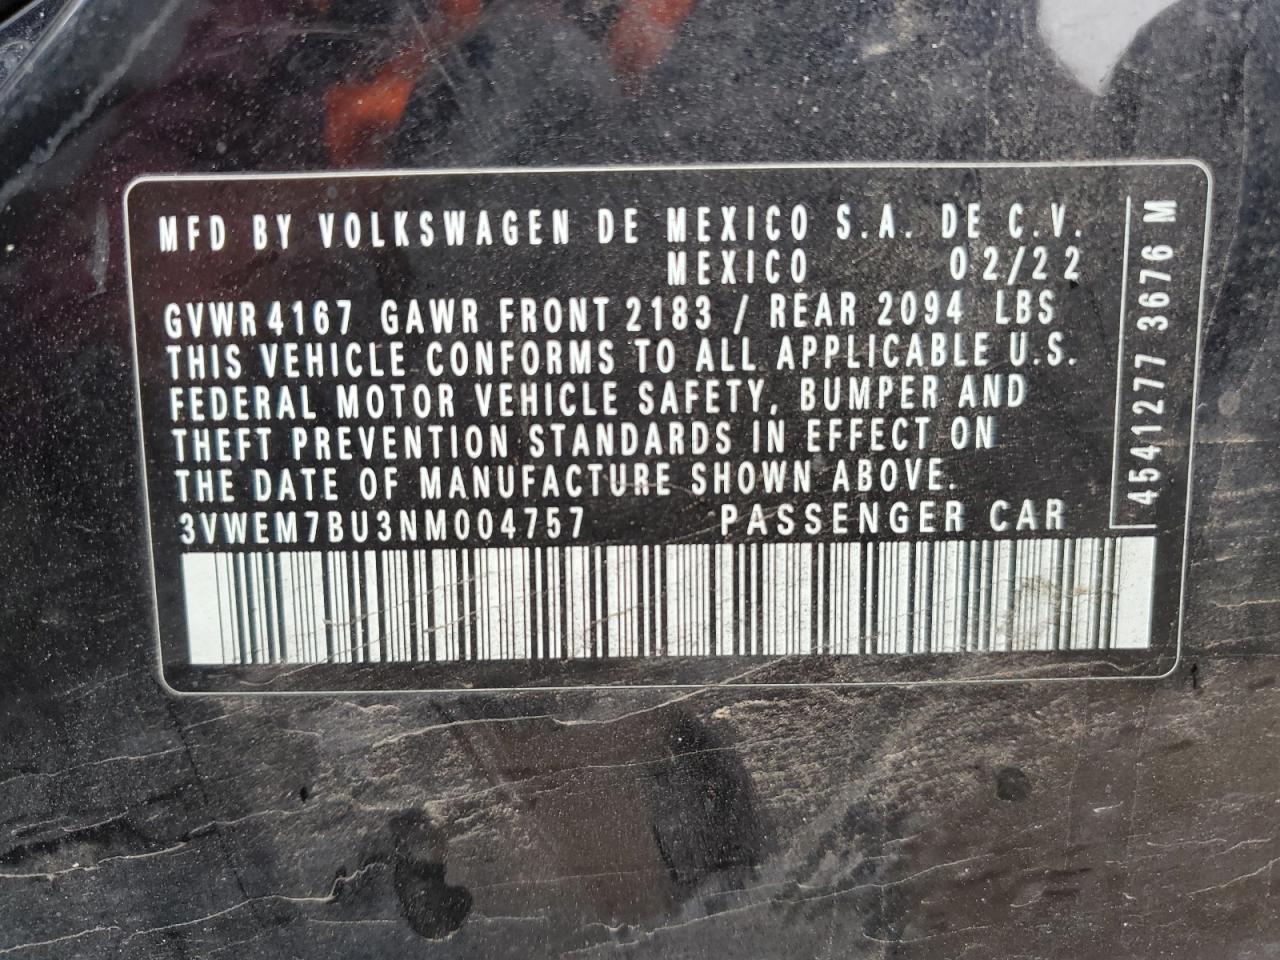 MFD BY VOLKSWAGEN DE MEXICO S.A. DE C.V.
MEXICO 02/22
GVWR 4167 GAWR FRONT 2183 / REAR 2094 LBS
THIS VEHICLE CONFORMS TO ALL APPLICABLE U.S.
FEDERAL MOTOR VEHICLE SAFETY, BUMPER AND
THEFT PREVENTION STANDARDS IN EFFECT ON
THE DATE OF MANUFACTURE SHOWN ABOVE.
3VWEM7BU3NM004757 PASSENGER CAR
4541277 3676 M